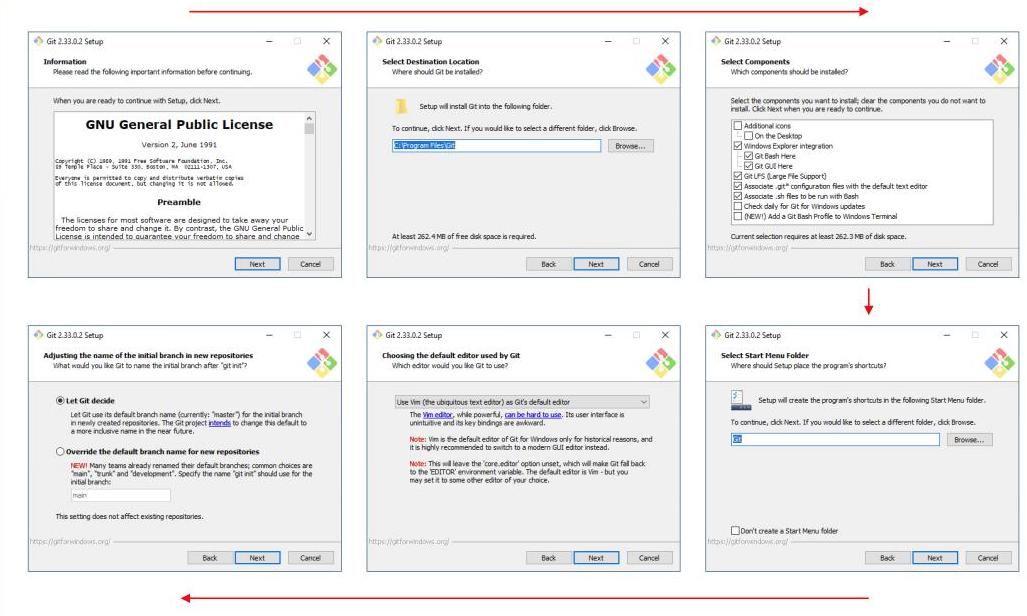 Git 2.33.0.2 Setup
Information
Please read the following important information before continuing.
When you are ready to continue with Setup, click Next.
GNU General Public License
Version 2, June 1991
Copyright (C) 1989, 1991 Free Software Foundation, Inc.
59 Temple Place - Suite 330, Boston, MA  02111-1307, USA
Everyone is permitted to copy and distribute verbatim copies
of this license document, but changing it is not allowed.
Preamble
The licenses for most software are designed to take away your
freedom to share and change it. By contrast, the GNU General Public
License is intended to guarantee your freedom to share and change
https://gitforwindows.org/
Next
Cancel
Git 2.33.0.2 Setup
Select Destination Location
Where should Git be installed?
Setup will install Git into the following folder.
To continue, click Next. If you would like to select a different folder, click Browse.
C:\Program Files\Git
Browse...
At least 262.4 MB of free disk space is required.
https://gitforwindows.org/
Back
Next
Cancel
Git 2.33.0.2 Setup
Select Components
Which components should be installed?
Select the components you want to install; clear the components you do not want to
install. Click Next when you are ready to continue.
Additional icons
On the Desktop
Windows Explorer integration
Git Bash Here
Git GUI Here
Git LFS (Large File Support)
Associate .git* configuration files with the default text editor
Associate .sh files to be run with Bash
Check daily for Git for Windows updates
(NEW!) Add a Git Bash Profile to Windows Terminal
Current selection requires at least 262.3 MB of disk space.
https://gitforwindows.org/
Back
Next
Cancel
Git 2.33.0.2 Setup
Select Start Menu Folder
Where should Setup place the program's shortcuts?
Setup will create the program's shortcuts in the following Start Menu folder.
To continue, click Next. If you would like to select a different folder, click Browse.
Git
Browse...
Don't create a Start Menu folder
https://gitforwindows.org/
Back
Next
Cancel
Git 2.33.0.2 Setup
Choosing the default editor used by Git
Which editor would you like Git to use?
Use Vim (the ubiquitous text editor) as Git's default editor
The Vim editor, while powerful, can be hard to use. Its user interface is
unintuitive and its key bindings are awkward.
Note: Vim is the default editor of Git for Windows only for historical reasons, and
it is highly recommended to switch to a modern GUI editor instead.
Note: This will leave the 'core.editor' option unset, which will make Git fall back
to the 'EDITOR' environment variable. The default editor is Vim - but you
may set it to some other editor of your choice.
https://gitforwindows.org/
Back
Next
Cancel
Git 2.33.0.2 Setup
Adjusting the name of the initial branch in new repositories
What would you like Git to name the initial branch after "git init"?
Let Git decide
Let Git use its default branch name (currently: "master") for the initial branch
in newly created repositories. The Git project intends to change this default to
a more inclusive name in the near future.
Override the default branch name for new repositories
NEW! Many teams already renamed their default branches; common choices are
"main", "trunk" and "development". Specify the name "git init" should use for the
initial branch:
main
This setting does not affect existing repositories.
https://gitforwindows.org/
Back
Next
Cancel